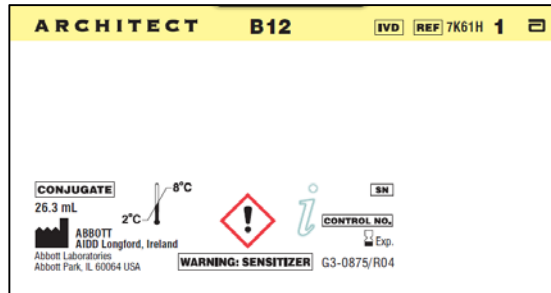 ARCHITECT B12 IVD REF 7K61H 1
CONJUGATE
26.3 mL
8°C
2°C
ABBOTT
AIDD Longford, Ireland
Abbott Laboratories
Abbott Park, IL 60064 USA
WARNING: SENSITIZER
SN
CONTROL NO.
Exp.
G3-0875/R04